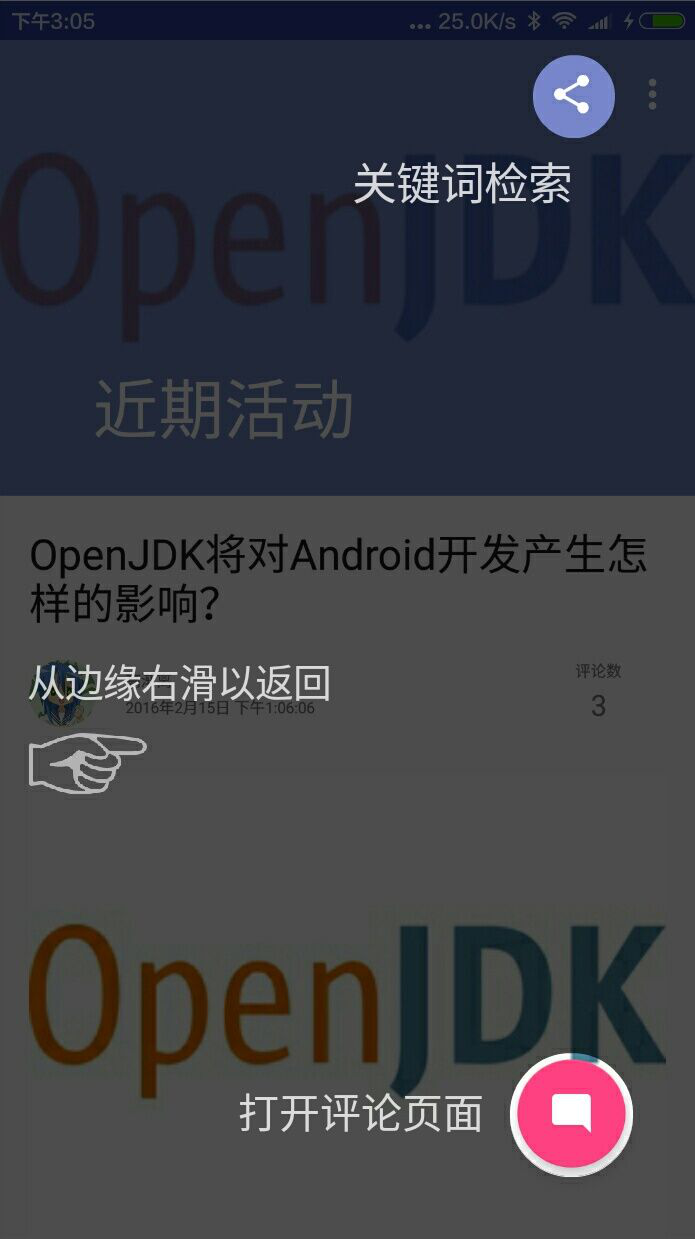 下午3:05
... 25.0K/s
OpenJDK
关键词检索
近期活动
OpenJDK将对Android开发产生怎
样的影响?
从边缘右滑以返回
2016年2月15日 下午1:06:06
评论数
3
OpenJDK
打开评论页面